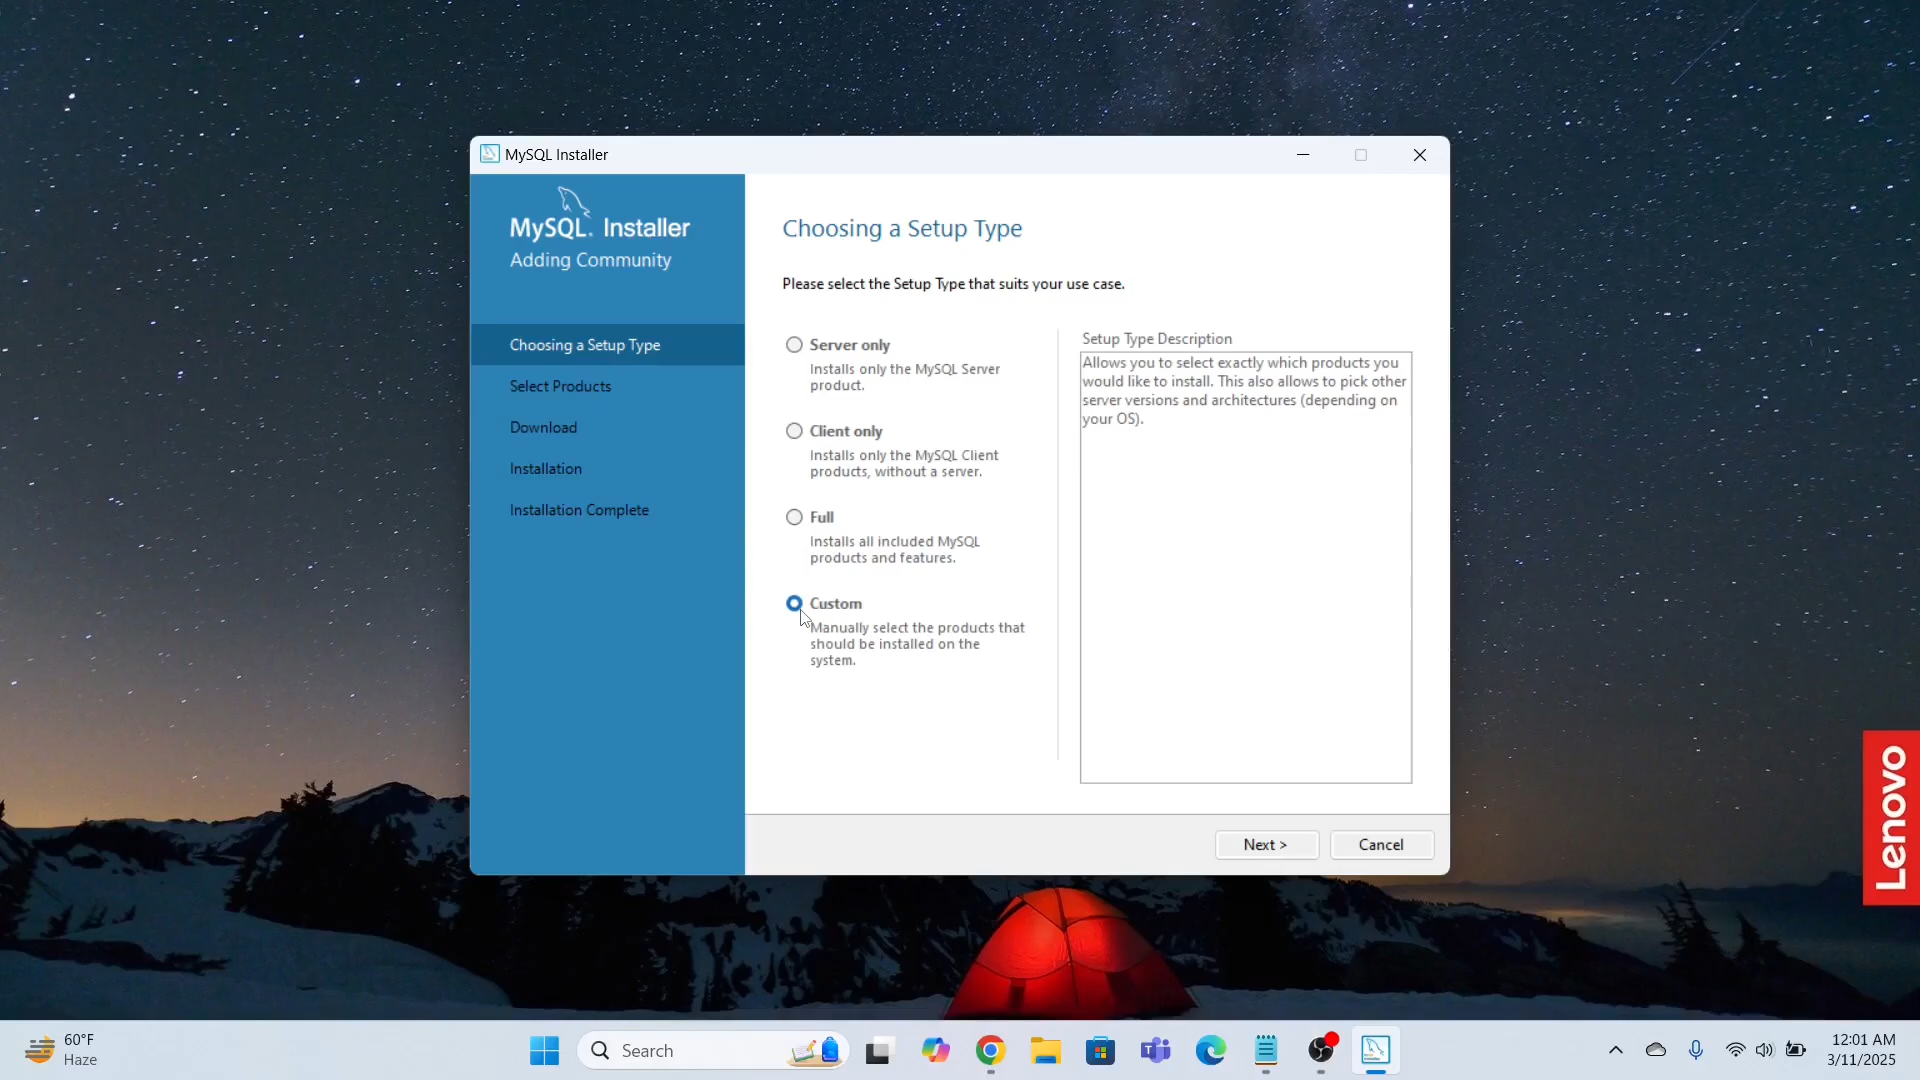 MySQL Installer
MySQL. Installer
Adding Community
Choosing a Setup Type
Select Products
Download
Installation
Installation Complete
Choosing a Setup Type
Please select the Setup Type that suits your use case.
Server only
Installs only the MySQL Server
product.
Client only
Installs only the MySQL Client
products, without a server.
Full
Installs all included MySQL
products and features.
Custom
Manually select the products that
should be installed on the
system.
Setup Type Description
Allows you to select exactly which products you
would like to install. This also allows to pick other
server versions and architectures (depending on
your OS).
Next >
Cancel
Lenovo
60°F
Haze
Search
12:01 AM
3/11/2025